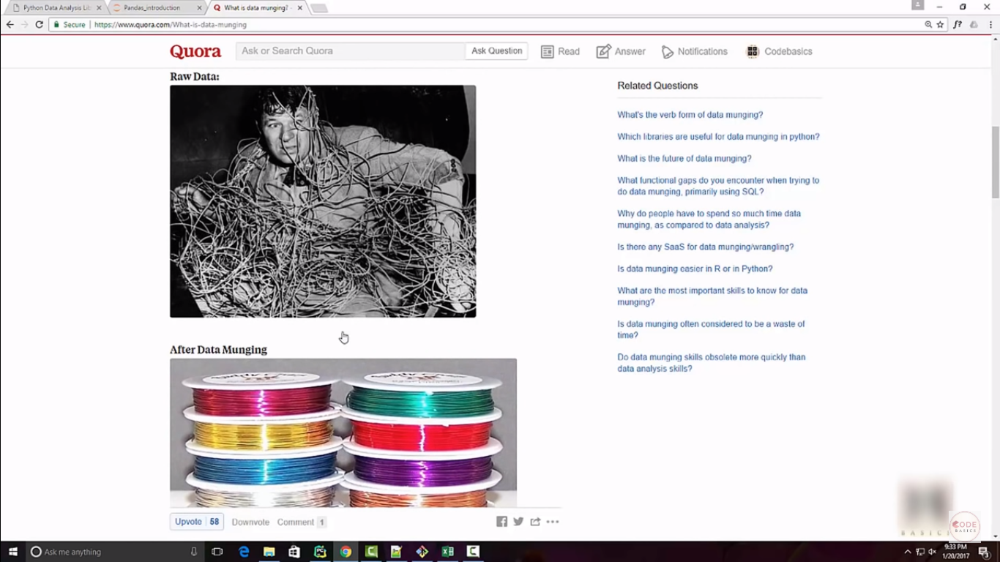 Python Data Analysis Lib
Pandas_introduction
What is data munging? -
Secure
https://www.quora.com/What-is-data-munging
Quora
Ask or Search Quora
Ask Question
Read
Answer
Notifications
Codebasics
Raw Data:
After Data Munging
Upvote 58
Downvote
Comment 1
Related Questions
What's the verb form of data munging?
Which libraries are useful for data munging in python?
What is the future of data munging?
What functional gaps do you encounter when trying to
do data munging, primarily using SQL?
Why do people have to spend so much time data
munging, as compared to data analysis?
Is there any SaaS for data munging/wrangling?
Is data munging easier in R or in Python?
What are the most important skills to know for data
munging?
Is data munging often considered to be a waste of
time?
Do data munging skills obsolete more quickly than
data analysis skills?
CODE
BASICS
BASICS
Ask me anything
9:33 PM
1/20/2017